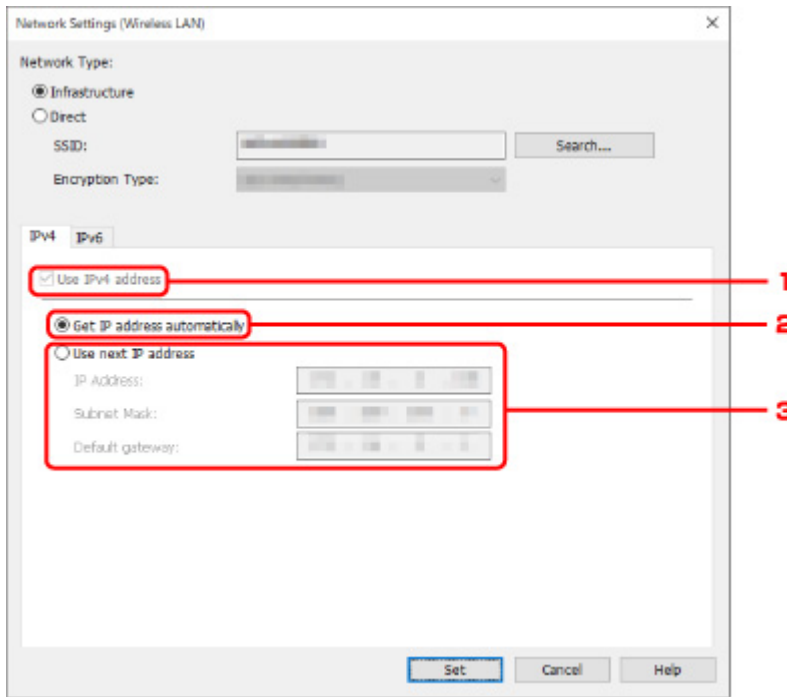 Network Settings (Wireless LAN)
Network Type:
Infrastructure
Direct
SSID:
Search...
Encryption Type:
IPv4 IPv6
Use IPv4 address
1
Get IP address automatically
2
Use next IP address
IP Address:
Subnet Mask:
3
Default gateway:
Set Cancel Help